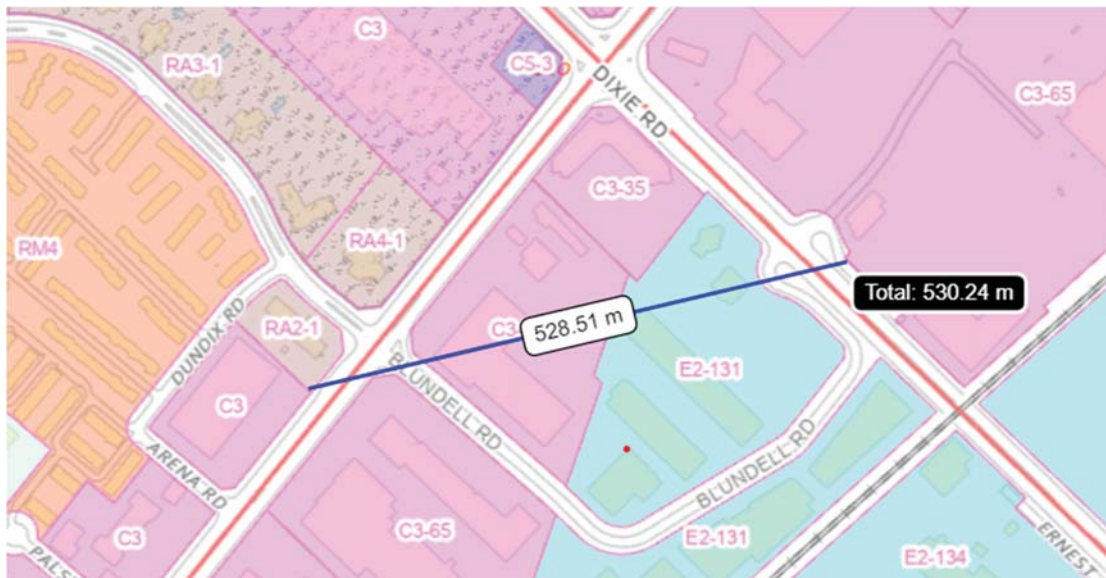 C3
RA3-1
C5-3
DIXIE RD
C3-65
C3-35
RA4-1
RM4
Total: 530.24 m
528.51 m
C3
RA2-1
DUNDIX RD
BLUNDELL RD
E2-131
C3
BLUNDELL RD
ARENA RD
C3-65
C3
E2-131
E2-134
ERNEST